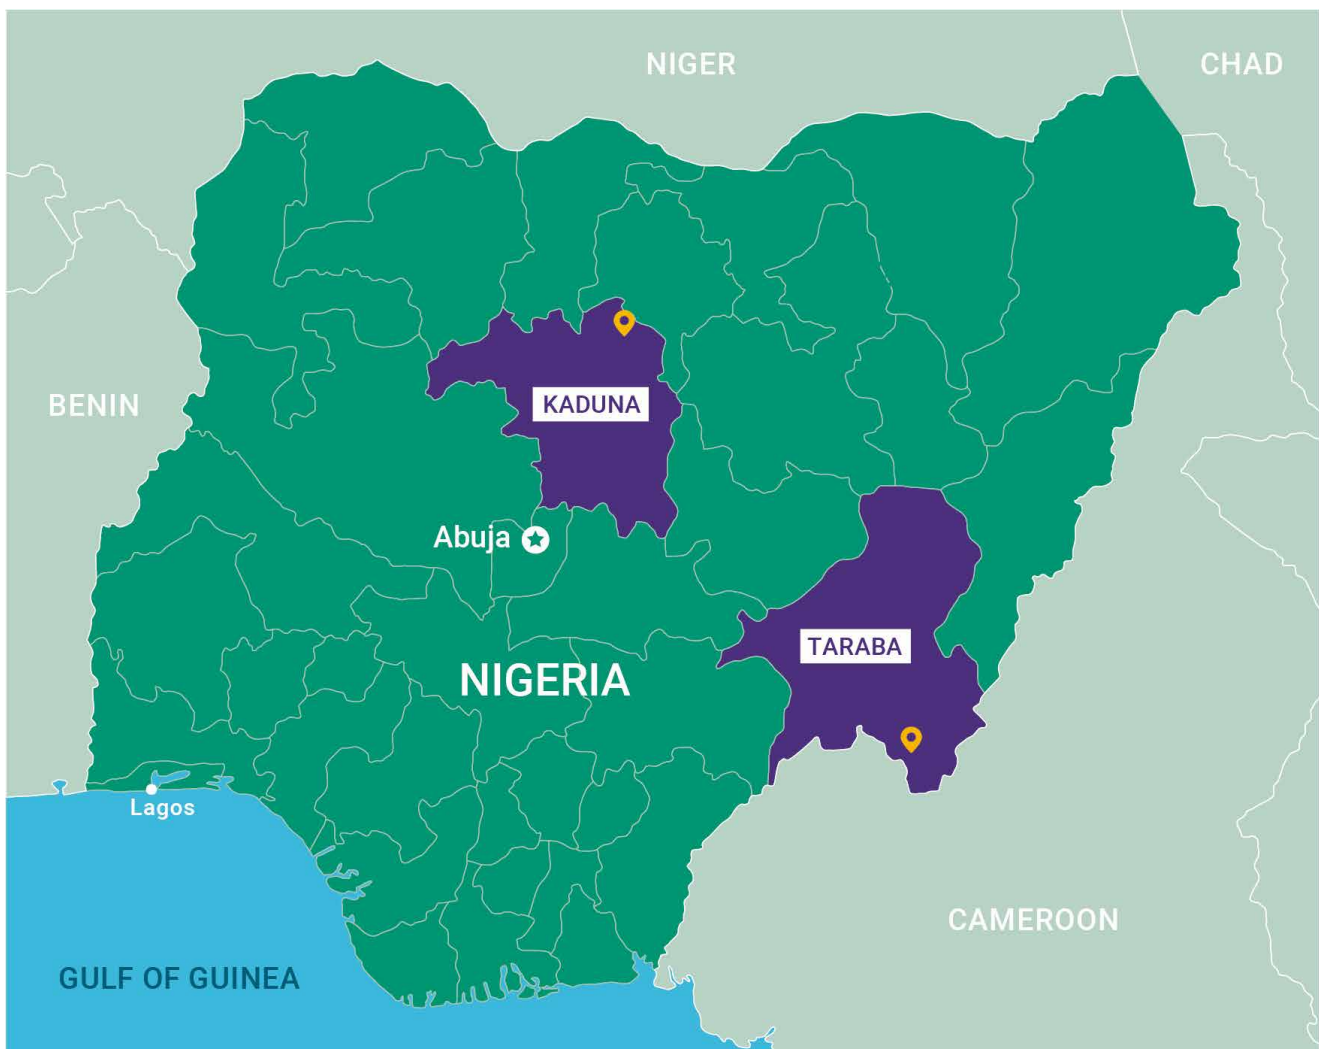 NIGER
CHAD
BENIN
KADUNA
Abuja
TARABA
NIGERIA
Lagos
CAMEROON
GULF OF GUINEA